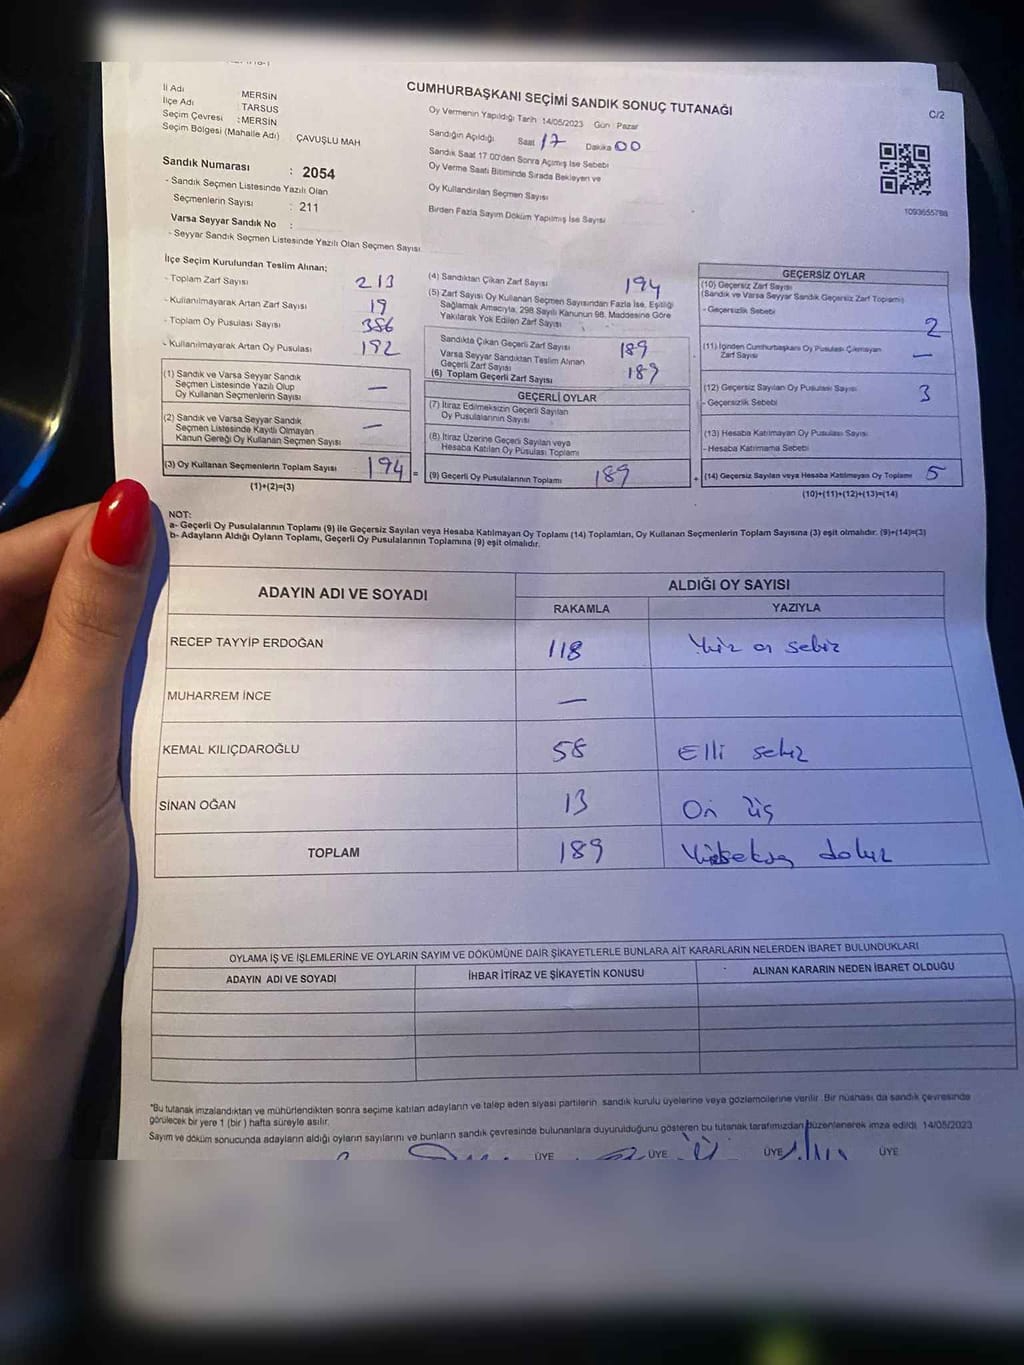 CUMHURBAŞKANI SEÇİMİ SANDIK SONUÇ TUTANAĞI
C/2
İl Adı MERSİN
İlçe Adı TARSUS
Seçim Çevresi : MERSİN
Seçim Bölgesi (Mahalle Adı) : ÇAVUŞLU MAH
Sandık Numarası : 2054
- Sandık Seçmen Listesinde Yazılı Olan
Seçmenlerin Sayısı : 211
Varsa Seyyar Sandık No :
- Seyyar Sandık Seçmen Listesinde Yazılı Olan Seçmen Sayısı
Oy Vermenin Yapıldığı Tarih 14/05/2023 Gün Pazar
Sandığın Açıldığı Saat 17 Dakika 00
Sandık Saat 17 00'den Sonra Açımış İse Sebebi
Oy Verme Saati Bitiminde Sırada Bekleyen ve
Oy Kullandırılan Seçmen Sayısı
Birden Fazla Sayım Döküm Yapılmış İse Sayısı
1093655788
İlçe Seçim Kurulundan Teslim Alınan;
- Toplam Zarf Sayısı 213
- Kullanılmayarak Artan Zarf Sayısı 19
- Toplam Oy Pusulası Sayısı 386
- Kullanılmayarak Artan Oy Pusulası 192
(1) Sandık ve Varsa Seyyar Sandık
Seçmen Listesinde Yazılı Olup
Oy Kullanan Seçmenlerin Sayısı —
(2) Sandık ve Varsa Seyyar Sandık
Seçmen Listesinde Kayıtlı Olmayan
Kanun Gereği Oy Kullanan Seçmen Sayısı —
(3) Oy Kullanan Seçmenlerin Toplam Sayısı 194 =
(1)+(2)=(3)
(4) Sandıktan Çıkan Zarf Sayısı 194
(5) Zarf Sayısı Oy Kullanan Seçmen Sayısından Fazla İse, Eşitliği
Sağlamak Amacıyla, 298 Sayılı Kanunun 98. Maddesine Göre
Yakılarak Yok Edilen Zarf Sayısı
Sandıkta Çıkan Geçerli Zarf Sayısı 189
Varsa Seyyar Sandıktan Teslim Alınan
Geçerli Zarf Sayısı
(6) Toplam Geçerli Zarf Sayısı 189
GEÇERLİ OYLAR
(7) İtiraz Edilmeksizin Geçerli Sayılan
Oy Pusulalarının Sayısı
(8) İtiraz Üzerine Geçerli Sayılan veya
Hesaba Katılan Oy Pusulası Toplamı
(9) Geçerli Oy Pusulalarının Toplamı 189 +
GEÇERSİZ OYLAR
(10) Geçersiz Zarf Sayısı
(Sandık ve Varsa Seyyar Sandık Geçersiz Zarf Toplamı)
- Geçersizlik Sebebi 2
(11) İçinden Cumhurbaşkanı Oy Pusulası Çıkmayan
Zarf Sayısı —
(12) Geçersiz Sayılan Oy Pusulası Sayısı 3
- Geçersizlik Sebebi
(13) Hesaba Katılmayan Oy Pusulası Sayısı
- Hesaba Katılmama Sebebi
(14) Geçersiz Sayılan veya Hesaba Katılmayan Oy Toplamı 5
(10)+(11)+(12)+(13)=(14)
NOT:
a- Geçerli Oy Pusulalarının Toplamı (9) ile Geçersiz Sayılan veya Hesaba Katılmayan Oy Toplamı (14) Toplamları, Oy Kullanan Seçmenlerin Toplam Sayısına (3) eşit olmalıdır. (9)+(14)=(3)
b- Adayların Aldığı Oyların Toplamı, Geçerli Oy Pusulalarının Toplamına (9) eşit olmalıdır.
ADAYIN ADI VE SOYADI ALDIĞI OY SAYISI
RAKAMLA YAZIYLA
RECEP TAYYİP ERDOĞAN 118 Yüz on sekiz
MUHARREM İNCE —
KEMAL KILIÇDAROĞLU 58 Elli sekiz
SİNAN OĞAN 13 On üç
TOPLAM 189 Yüzseksen dokuz
OYLAMA İŞ VE İŞLEMLERİNE VE OYLARIN SAYIM VE DÖKÜMÜNE DAİR ŞİKAYETLERLE BUNLARA AİT KARARLARIN NELERDEN İBARET BULUNDUKLARI
ADAYIN ADI VE SOYADI İHBAR İTİRAZ VE ŞİKAYETİN KONUSU ALINAN KARARIN NEDEN İBARET OLDUĞU
*Bu tutanak imzalandıktan ve mühürlendikten sonra seçime katılan adayların ve talep eden siyasi partilerin sandık kurulu üyelerine veya gözlemcilerine verilir. Bir nüshası da sandık çevresinde
görülecek bir yere 1 (bir) hafta süreyle asılır.
Sayım ve döküm sonucunda adayların aldığı oyların sayılarını ve bunların sandık çevresinde bulunanlara duyurulduğunu gösteren bu tutanak tarafımızdan düzenlenerek imza edildi. 14/05/2023
ÜYE ÜYE ÜYE ÜYE